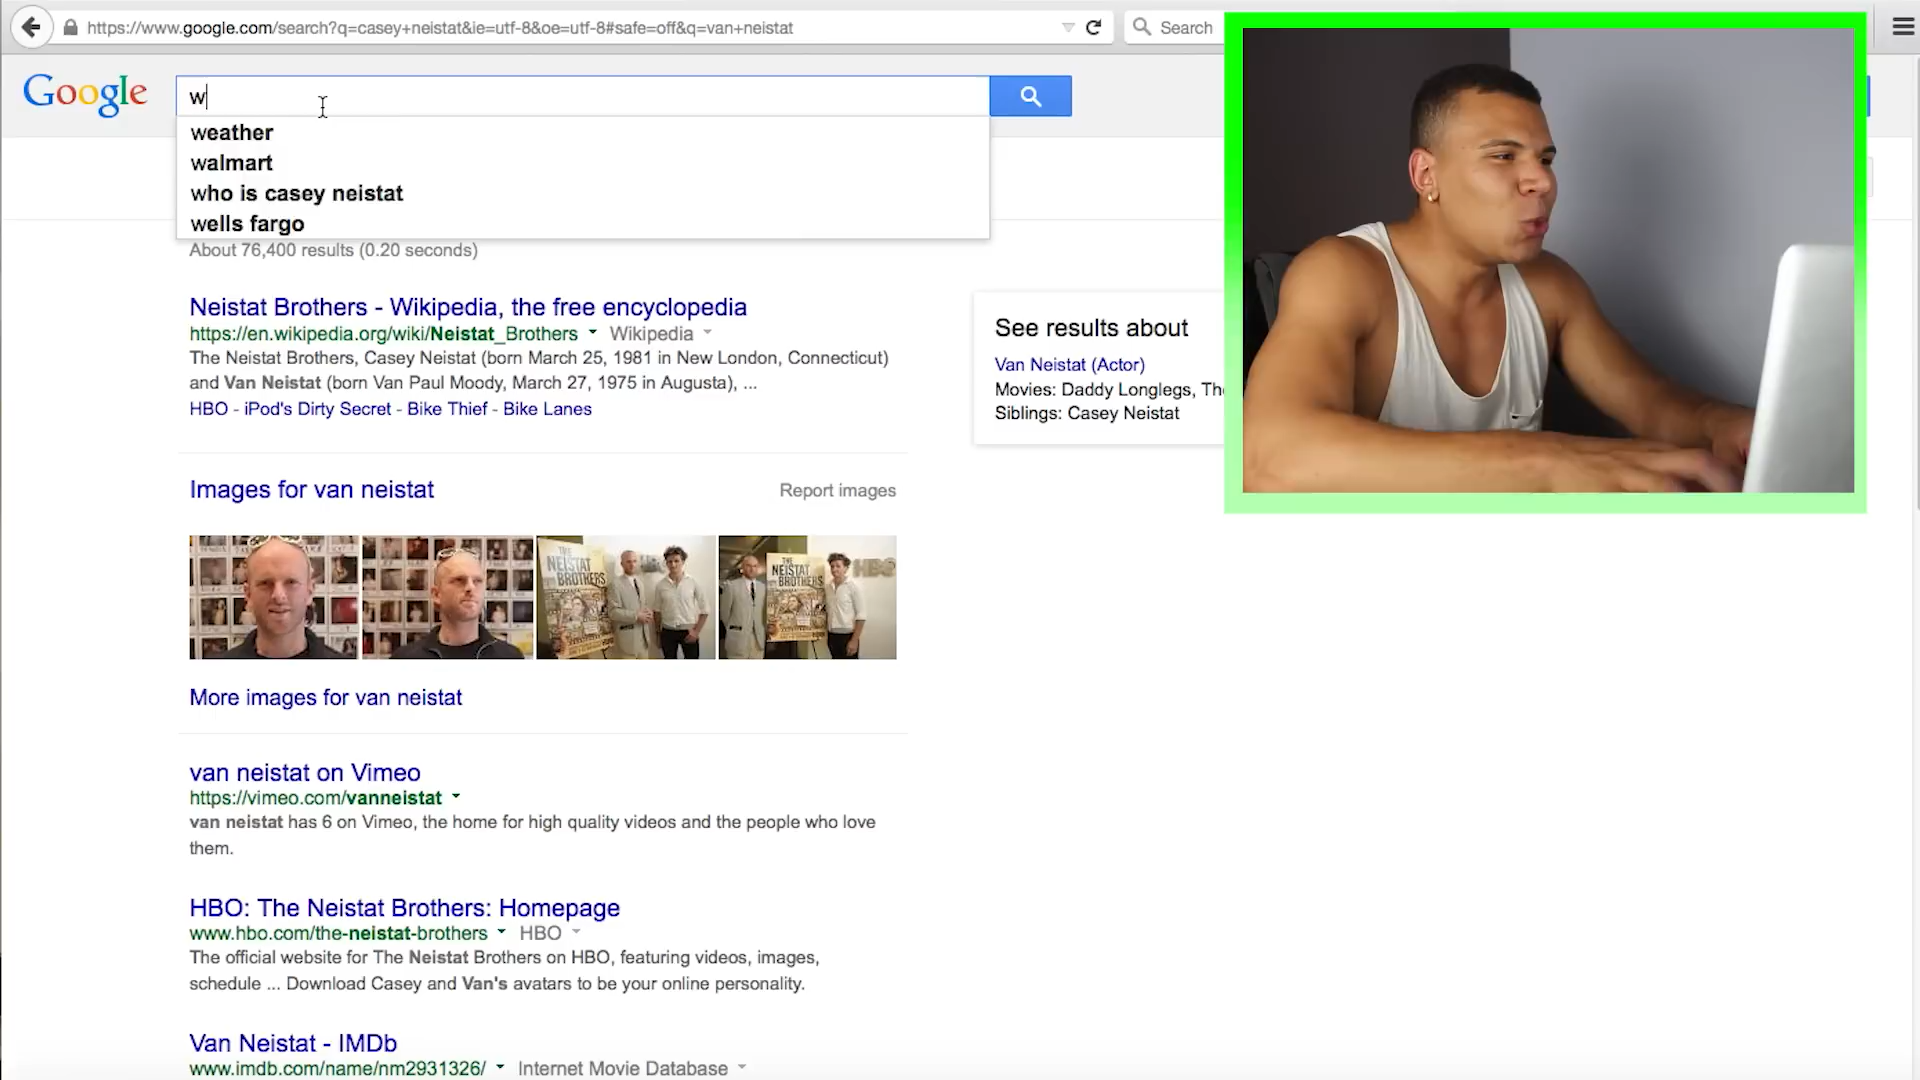 https://www.google.com/search?q=casey+neistat&ie=utf-8&oe=utf-8#safe=off&q=van+neistat
Search
Google
w
weather
walmart
who is casey neistat
wells fargo
About 76,400 results (0.20 seconds)
Neistat Brothers - Wikipedia, the free encyclopedia
https://en.wikipedia.org/wiki/Neistat_Brothers Wikipedia
The Neistat Brothers, Casey Neistat (born March 25, 1981 in New London, Connecticut)
and Van Neistat (born Van Paul Moody, March 27, 1975 in Augusta), ...
HBO - iPod's Dirty Secret - Bike Thief - Bike Lanes
See results about
Van Neistat (Actor)
Movies: Daddy Longlegs, The
Siblings: Casey Neistat
Images for van neistat
Report images
THE NEISTAT BROTHERS
THE NEISTAT BROTHERS
HBO
More images for van neistat
van neistat on Vimeo
https://vimeo.com/vanneistat
van neistat has 6 on Vimeo, the home for high quality videos and the people who love
them.
HBO: The Neistat Brothers: Homepage
www.hbo.com/the-neistat-brothers HBO
The official website for The Neistat Brothers on HBO, featuring videos, images,
schedule ... Download Casey and Van's avatars to be your online personality.
Van Neistat - IMDb
www.imdb.com/name/nm2931326/ Internet Movie Database